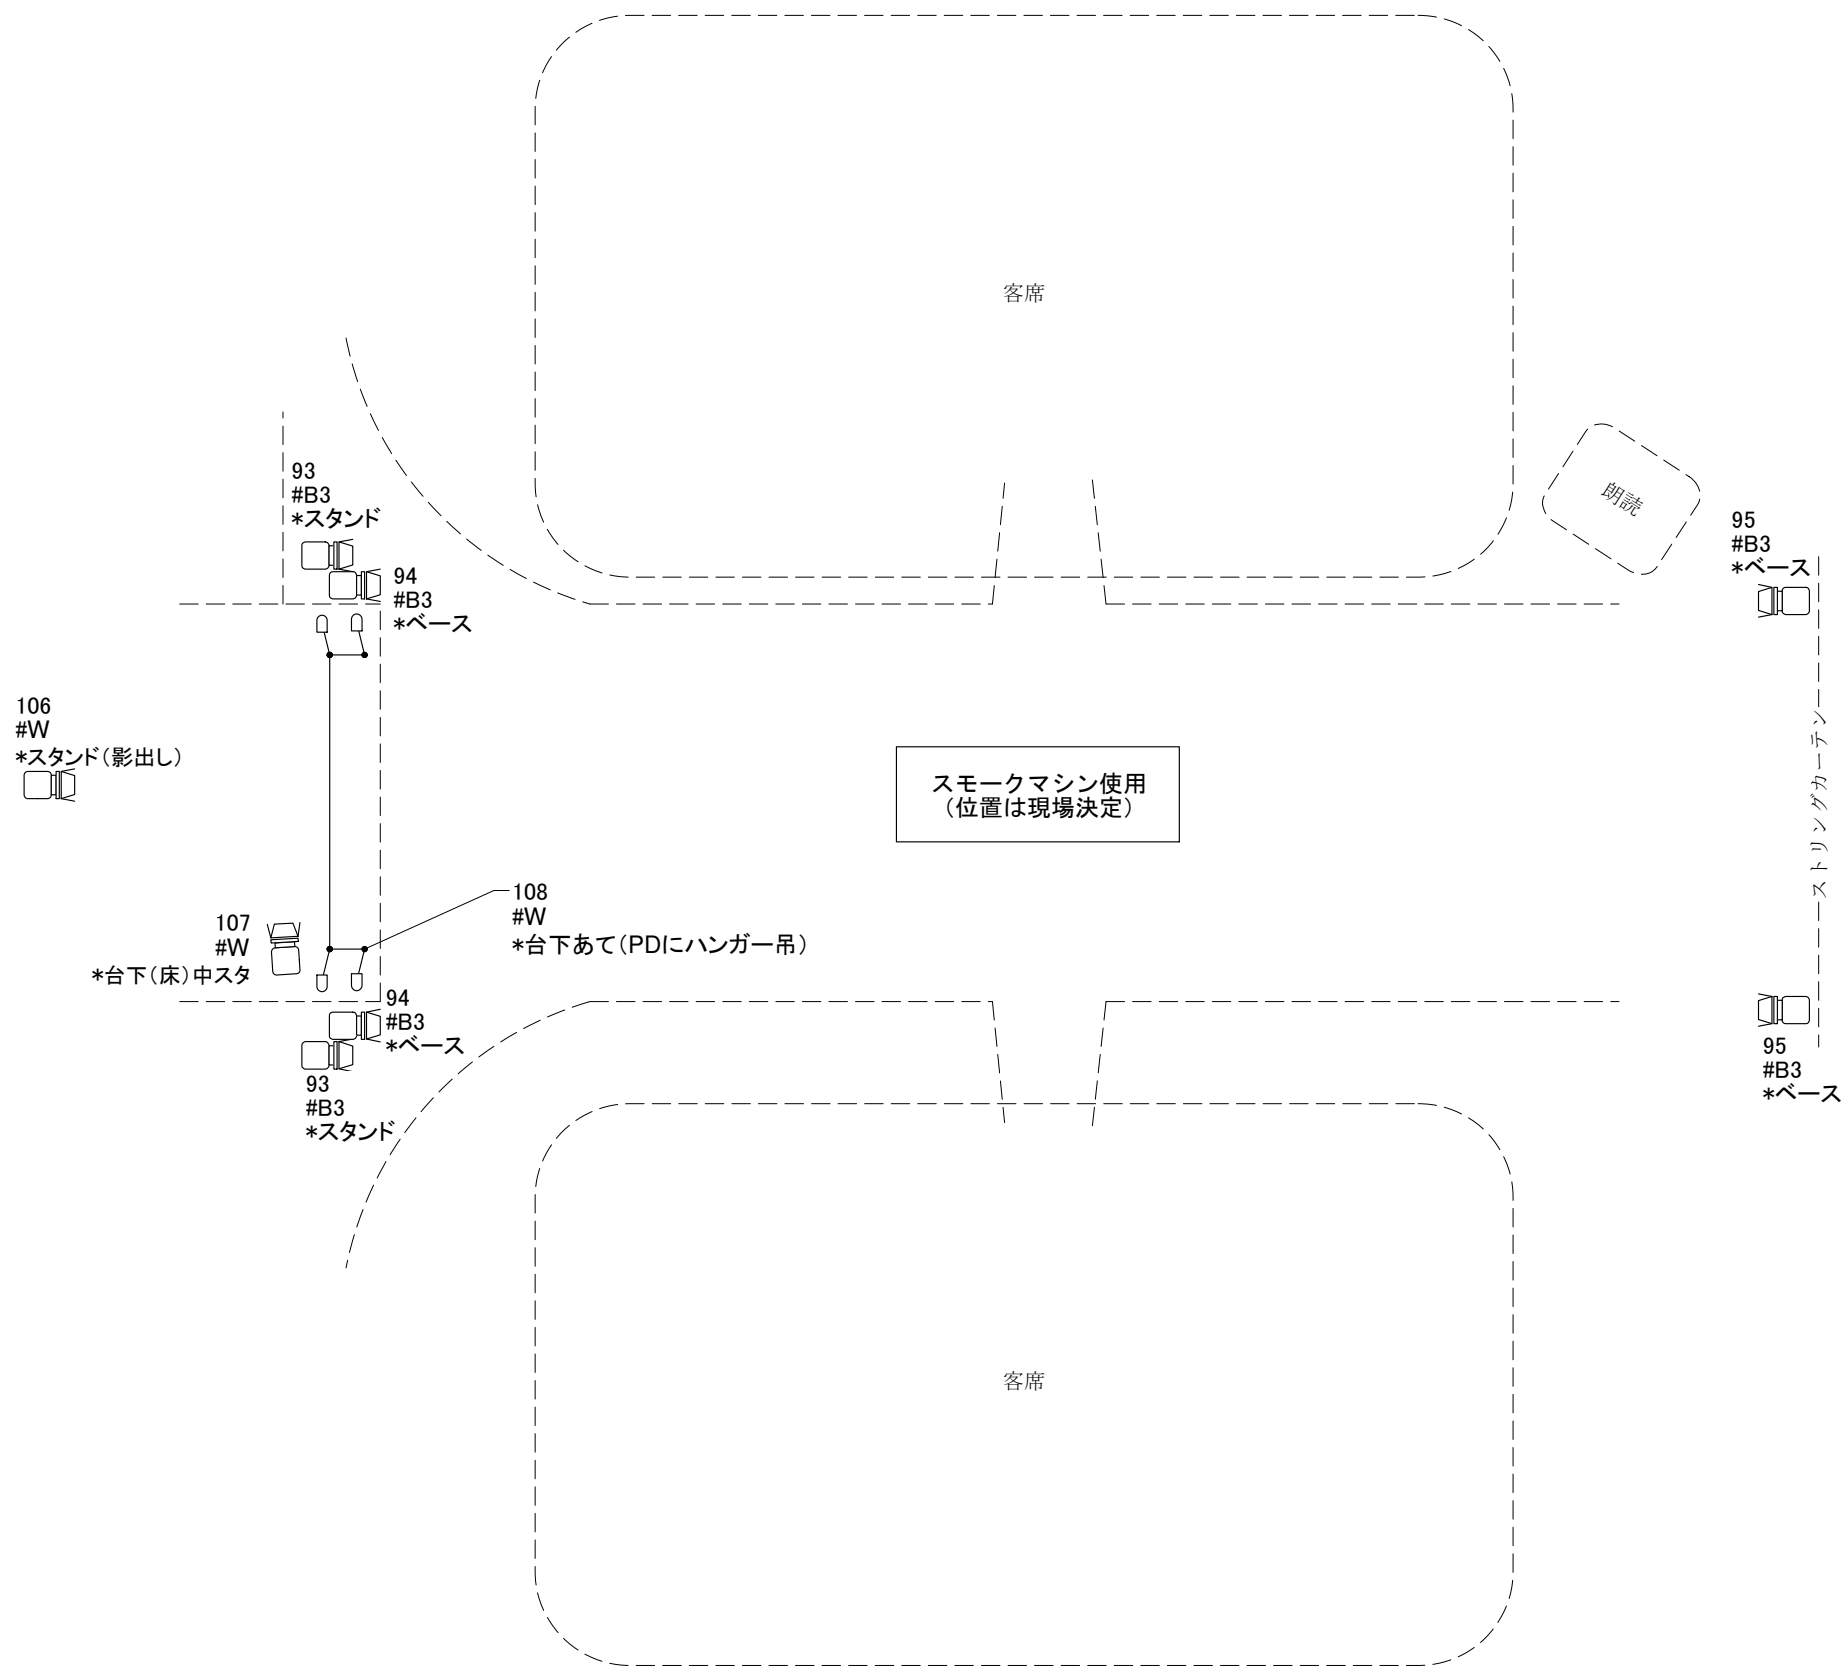 客席
93
#B3
*スタンド
94
#B3
*ベース
朗読
95
#B3
*ベース
106
#W
*スタンド（影出し）
スモークマシン使用
（位置は現場決定）
ストリングカーテン
107
#W
*台下（床）中スタ
108
#W
*台下あて（PDにハンガー吊）
94
#B3
*ベース
93
#B3
*スタンド
95
#B3
*ベース
客席